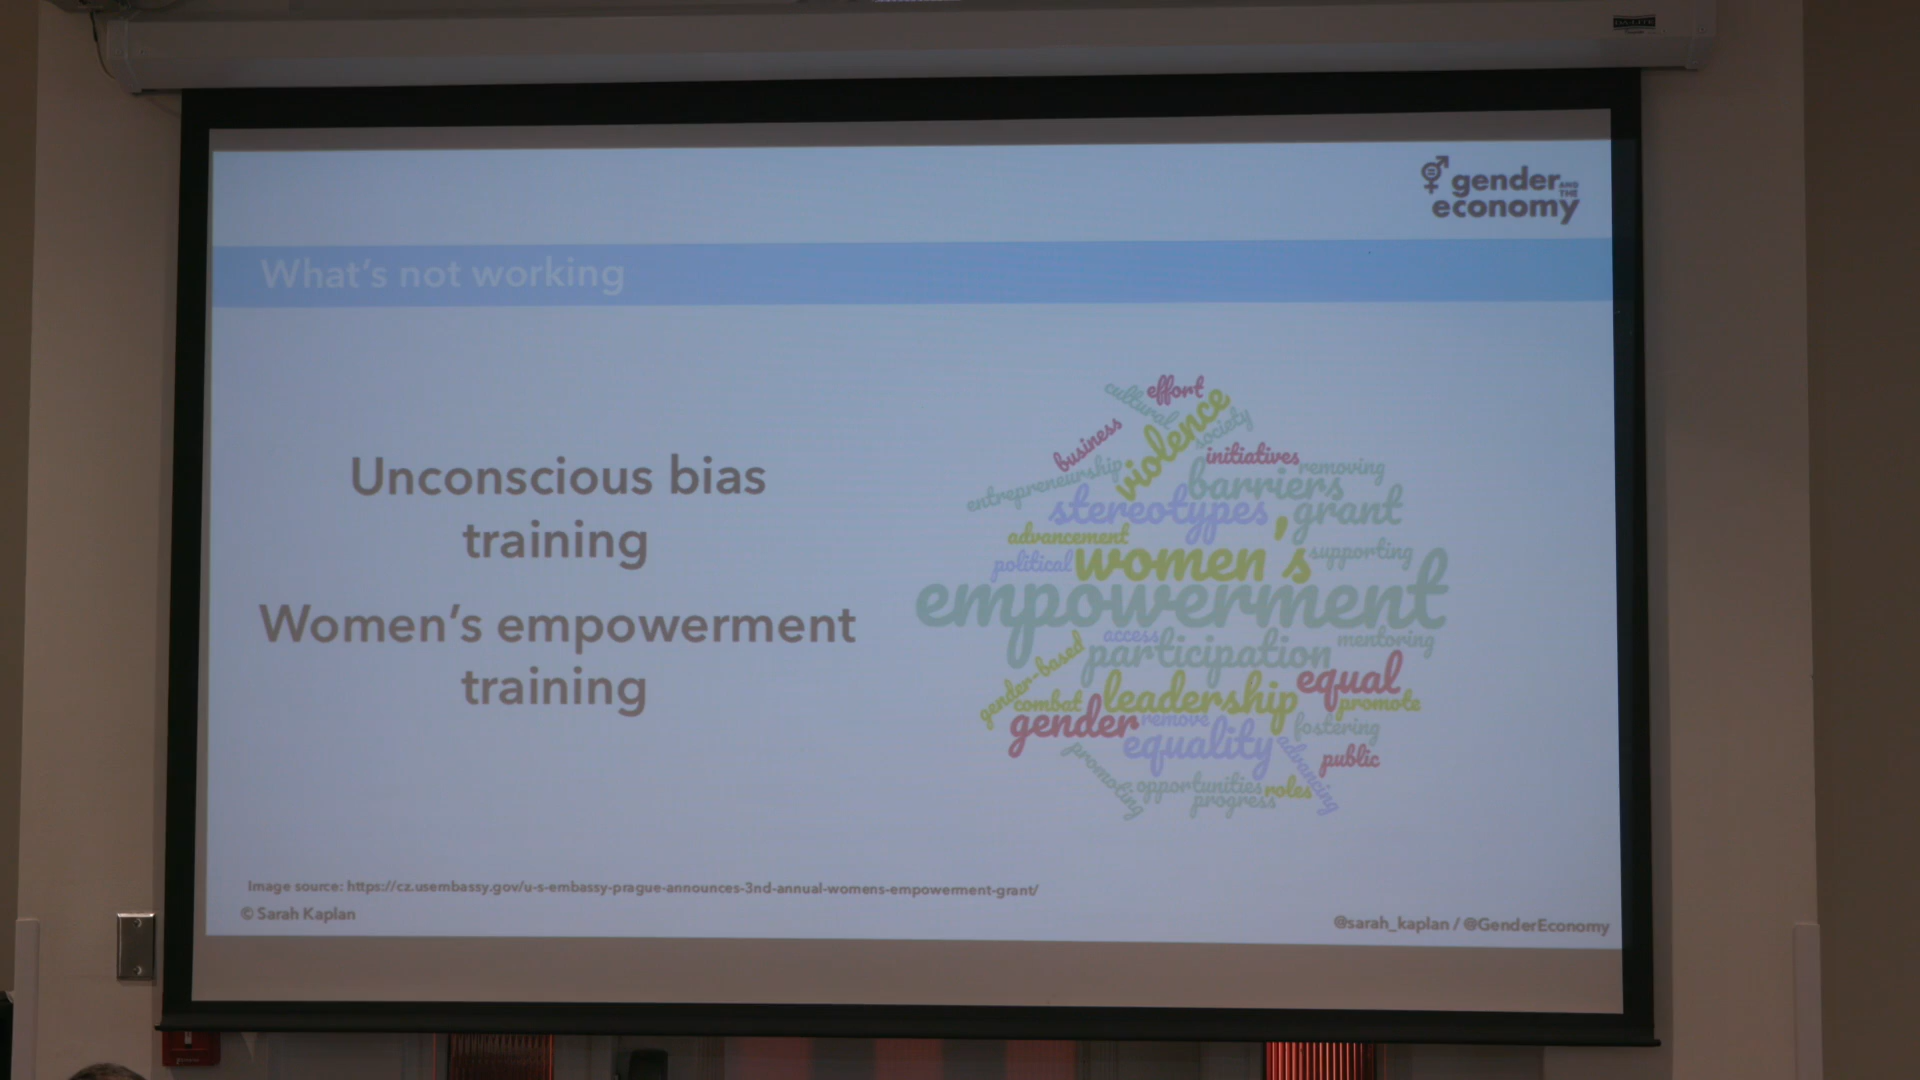 DA-LITE
gender AND THE
economy
What's not working
Unconscious bias
training
Women's empowerment
training
effort
cultural
violence
society
business
initiatives
entrepreneurship
removing
barriers
stereotypes
grant
advancement
women's
supporting
political
empowerment
access
mentoring
participation
gender-based
equal
combat
leadership
promote
gender
remove
fostering
equality
advancing
public
promoting
opportunities
roles
progress
Image source: https://cz.usembassy.gov/u-s-embassy-prague-announces-3nd-annual-womens-empowerment-grant/
© Sarah Kaplan
@sarah_kaplan / @GenderEconomy